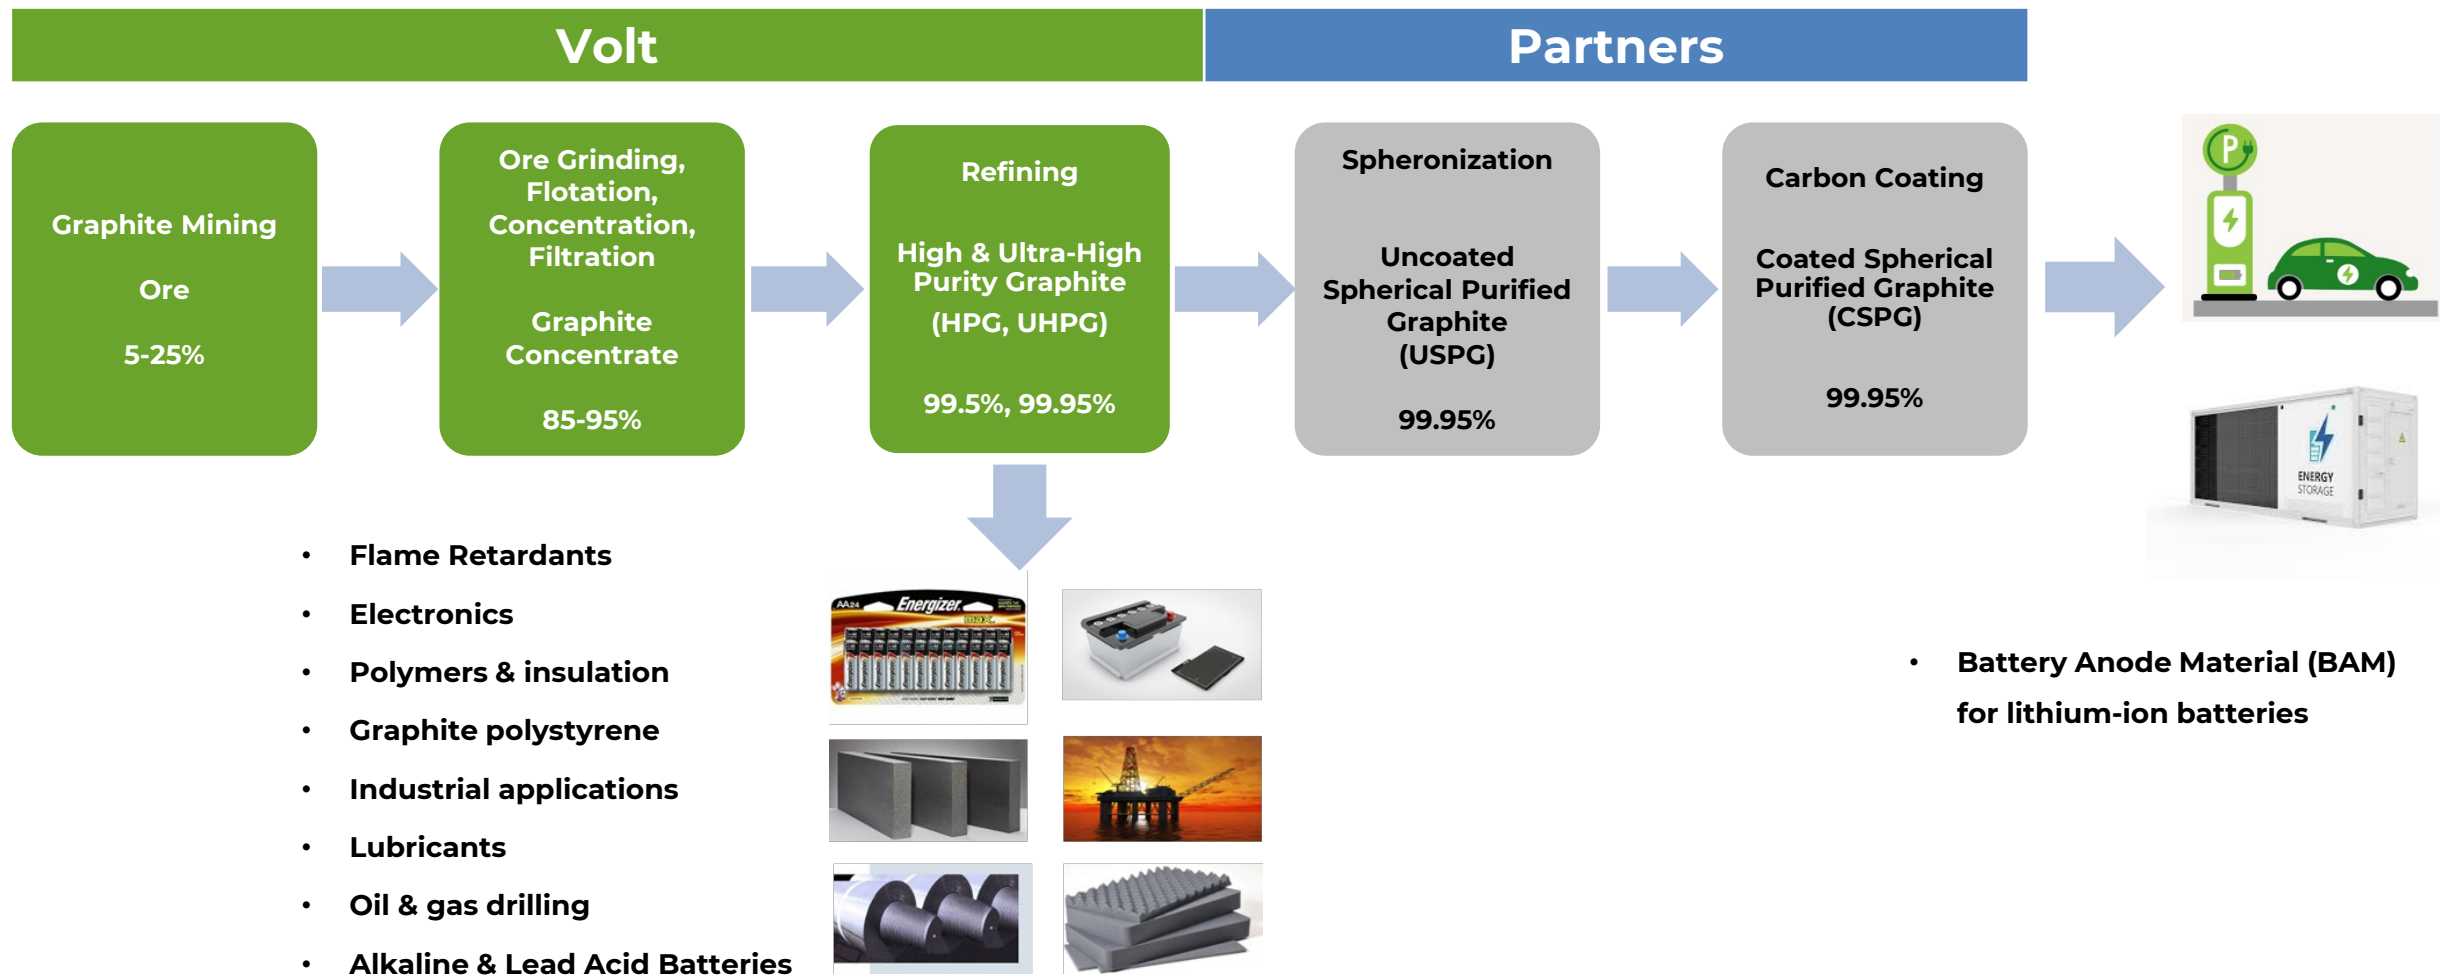 Volt
Partners
Graphite Mining
Ore
5-25%
Ore Grinding,
Flotation,
Concentration,
Filtration
Graphite
Concentrate
85-95%
Refining
High & Ultra-High
Purity Graphite
(HPG, UHPG)
99.5%, 99.95%
Spheronization
Uncoated
Spherical Purified
Graphite
(USPG)
99.95%
Carbon Coating
Coated Spherical
Purified Graphite
(CSPG)
99.95%
P
ENERGY
STORAGE
• Flame Retardants
• Electronics
• Polymers & insulation
• Graphite polystyrene
• Industrial applications
• Lubricants
• Oil & gas drilling
• Alkaline & Lead Acid Batteries
AA24
Energizer
max
• Battery Anode Material (BAM)
for lithium-ion batteries